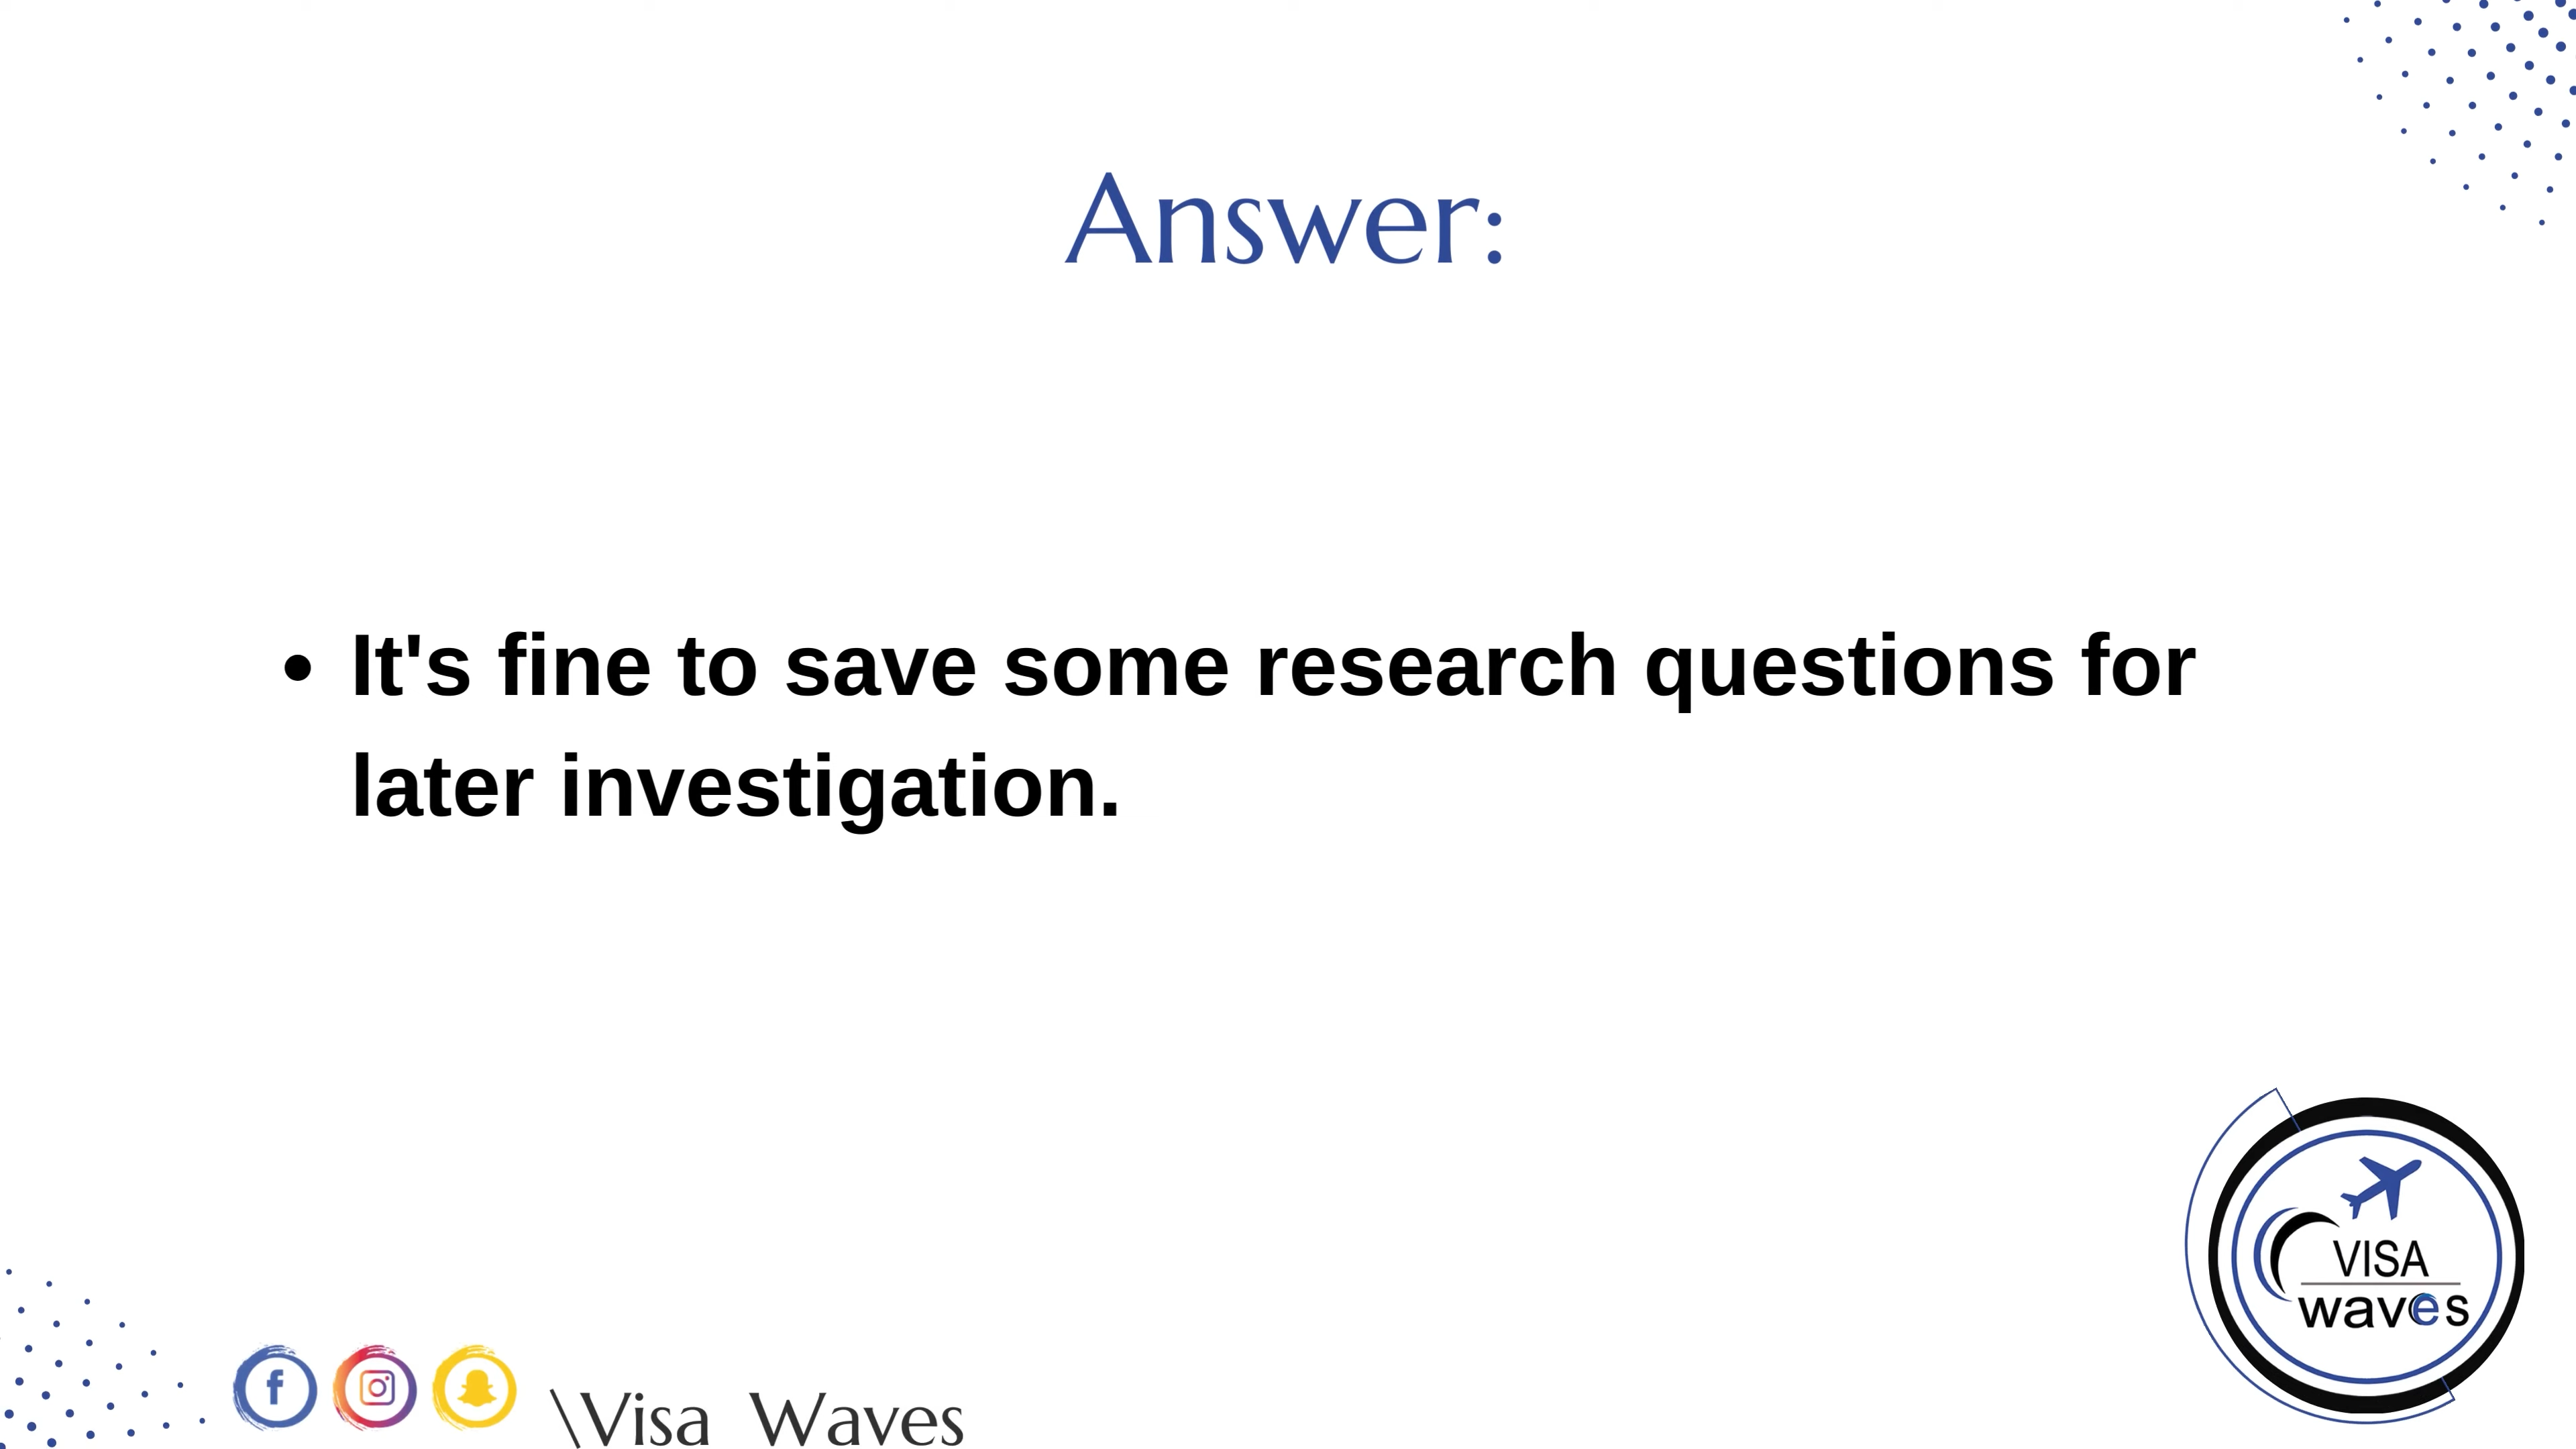 Answer:
• It's fine to save some research questions for
later investigation.
VISA
waves
\Visa Waves